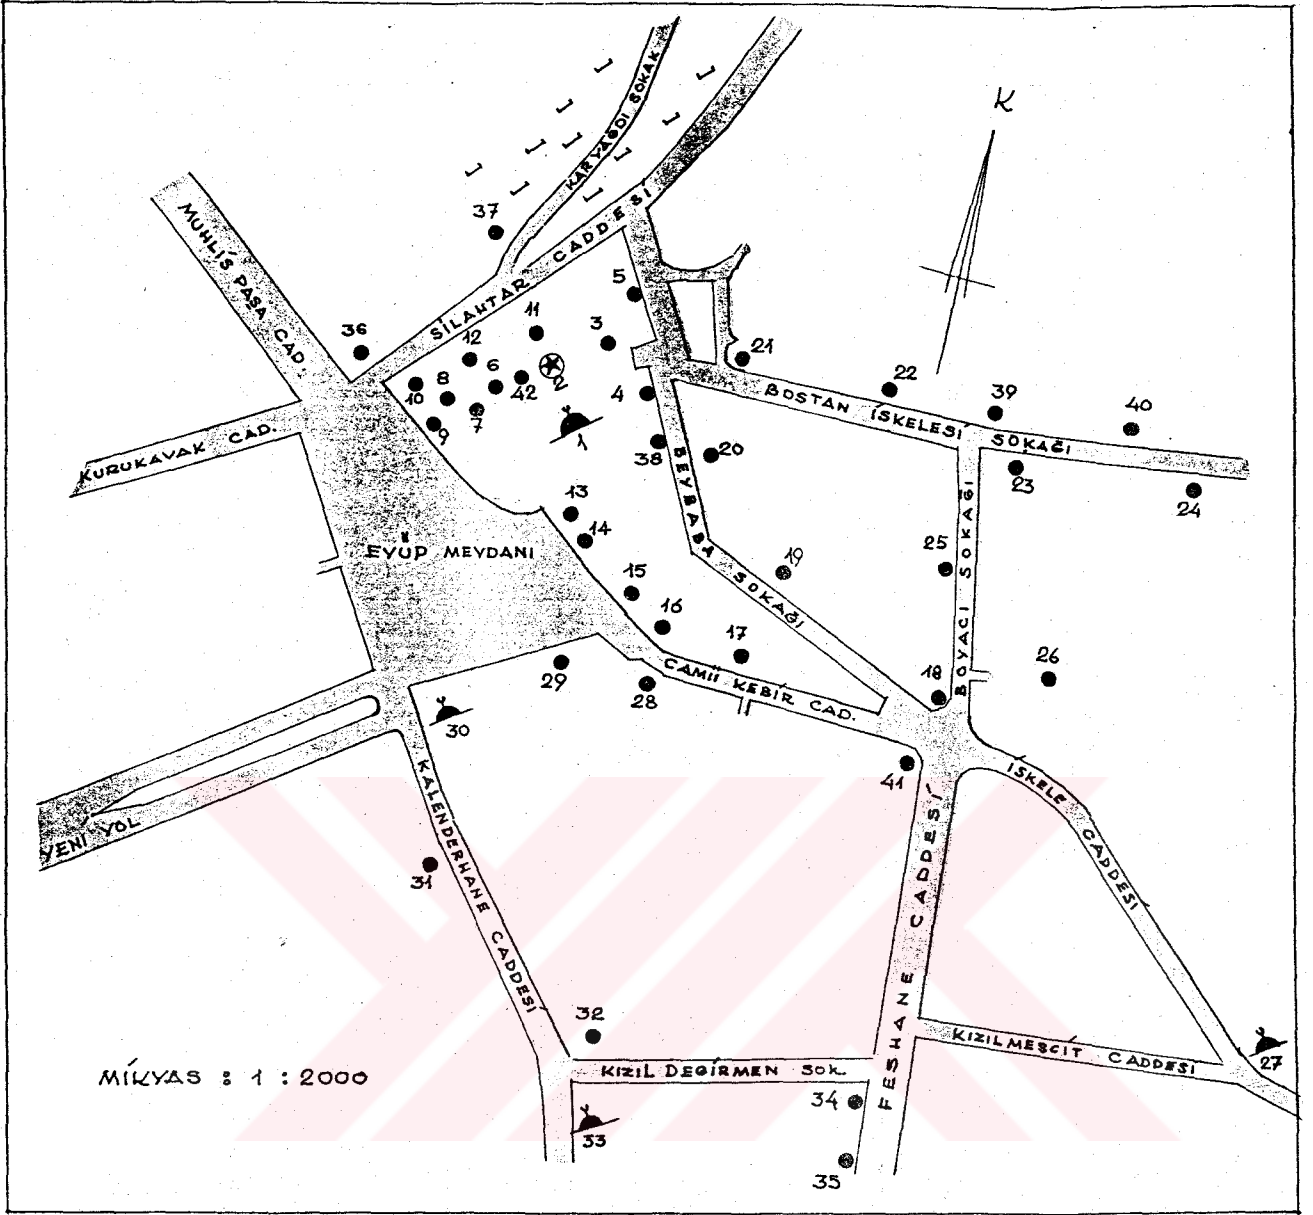 K
KARYAĞDI SOKAK
MUHLİS PAŞA CAD.
37
SİLAHTAR CADDESİ
5
36
11
3
12
21
8
6
2
10
42
4
22
39
40
7
9
BOSTAN İSKELESİ SOKAĞI
KURUKAVAK CAD.
1
38
20
23
24
BEYBABA SOKAĞI
13
14
EYÜP MEYDANI
19
25
BOYACI SOKAĞI
15
16
17
26
18
CAMİİ KEBİR CAD.
29
28
30
41
İSKELE CADDESİ
YENİ YOL
KALENDERHANE CADDESİ
31
FESHANE CADDESİ
32
KIZILMESCİT CADDESİ
27
MİKYAS : 1 : 2000
KIZIL DEGİRMEN SOK.
34
33
35